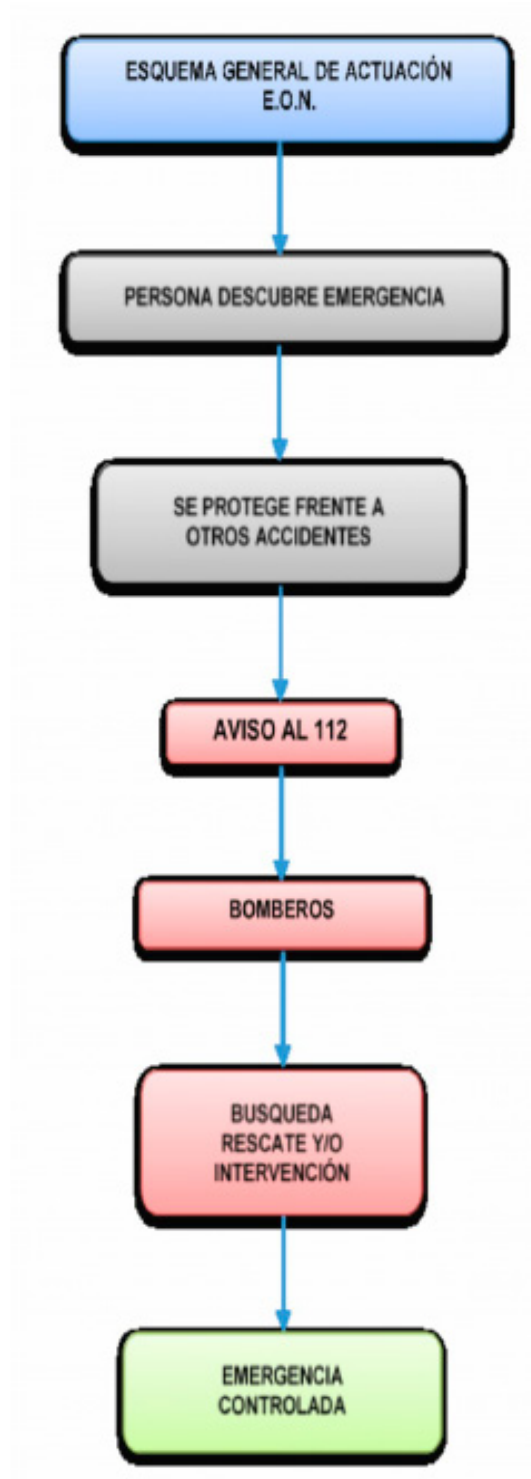 ESQUEMA GENERAL DE ACTUACIÓN
E.O.N.
PERSONA DESCUBRE EMERGENCIA
SE PROTEGE FRENTE A
OTROS ACCIDENTES
AVISO AL 112
BOMBEROS
BUSQUEDA
RESCATE Y/O
INTERVENCIÓN
EMERGENCIA
CONTROLADA